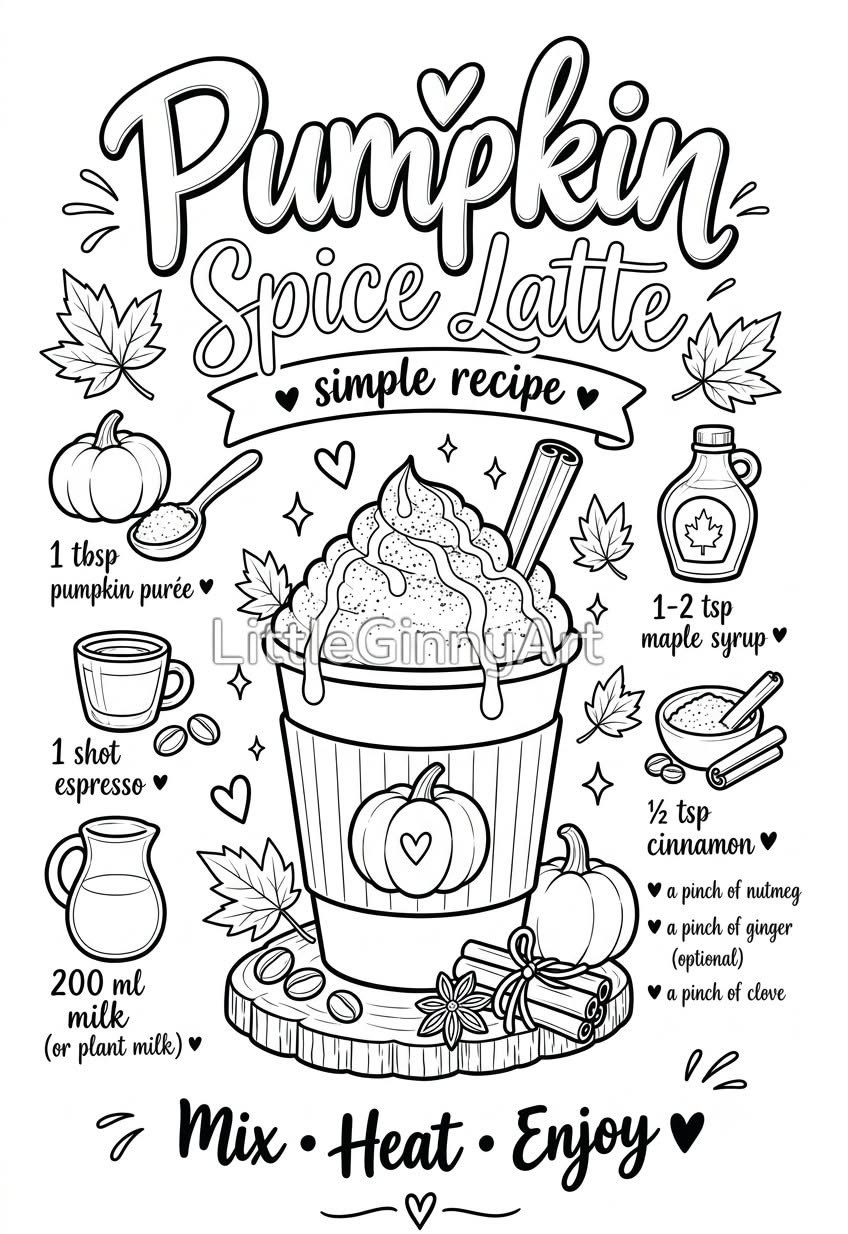 Pumpkin
Spice Latte
simple recipe
1 tbsp
pumpkin purée
1-2 tsp
maple syrup
LittleGinnyArt
1 shot
espresso
½ tsp
cinnamon
a pinch of nutmeg
a pinch of ginger
(optional)
a pinch of clove
200 ml
milk
(or plant milk)
Mix • Heat • Enjoy